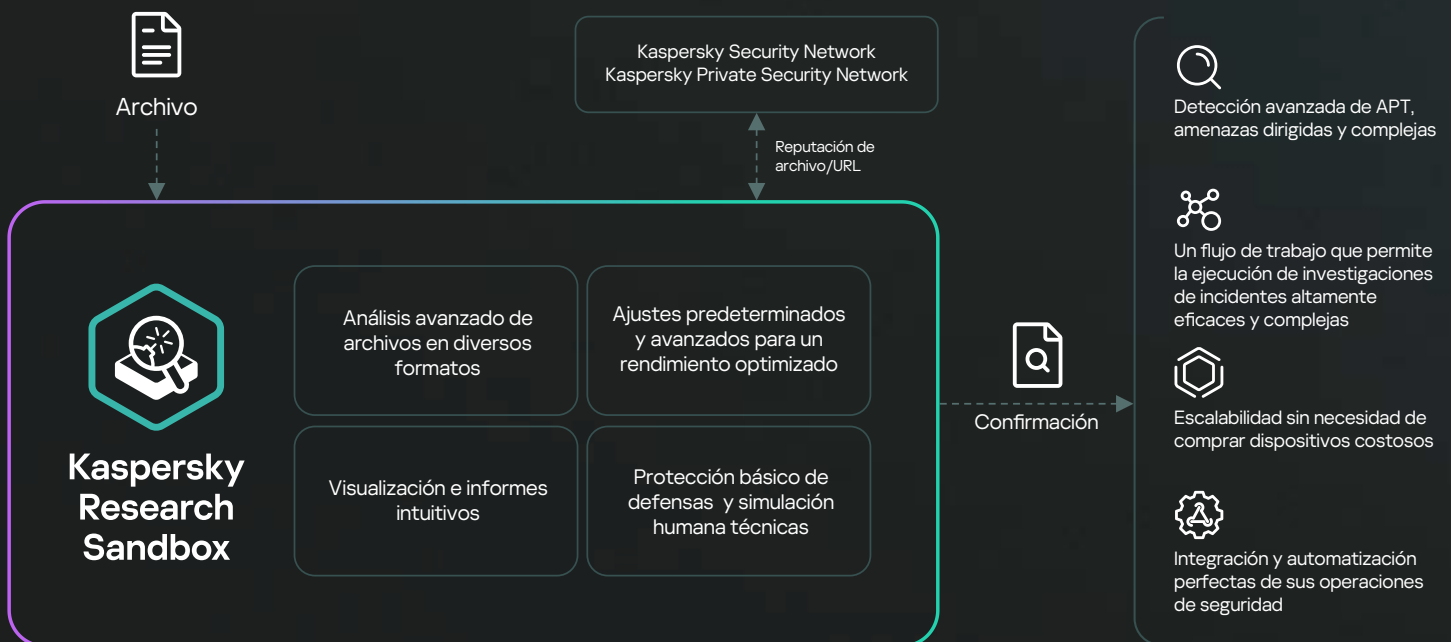 Archivo
Kaspersky Security Network
Kaspersky Private Security Network
Reputación de
archivo/URL
Kaspersky
Research
Sandbox
Análisis avanzado de
archivos en diversos
formatos
Ajustes predeterminados
y avanzados para un
rendimiento optimizado
Visualización e informes
intuitivos
Protección básico de
defensas y simulación
humana técnicas
Confirmación
Detección avanzada de APT,
amenazas dirigidas y complejas
Un flujo de trabajo que permite
la ejecución de investigaciones
de incidentes altamente
eficaces y complejas
Escalabilidad sin necesidad de
comprar dispositivos costosos
Integración y automatización
perfectas de sus operaciones
de seguridad